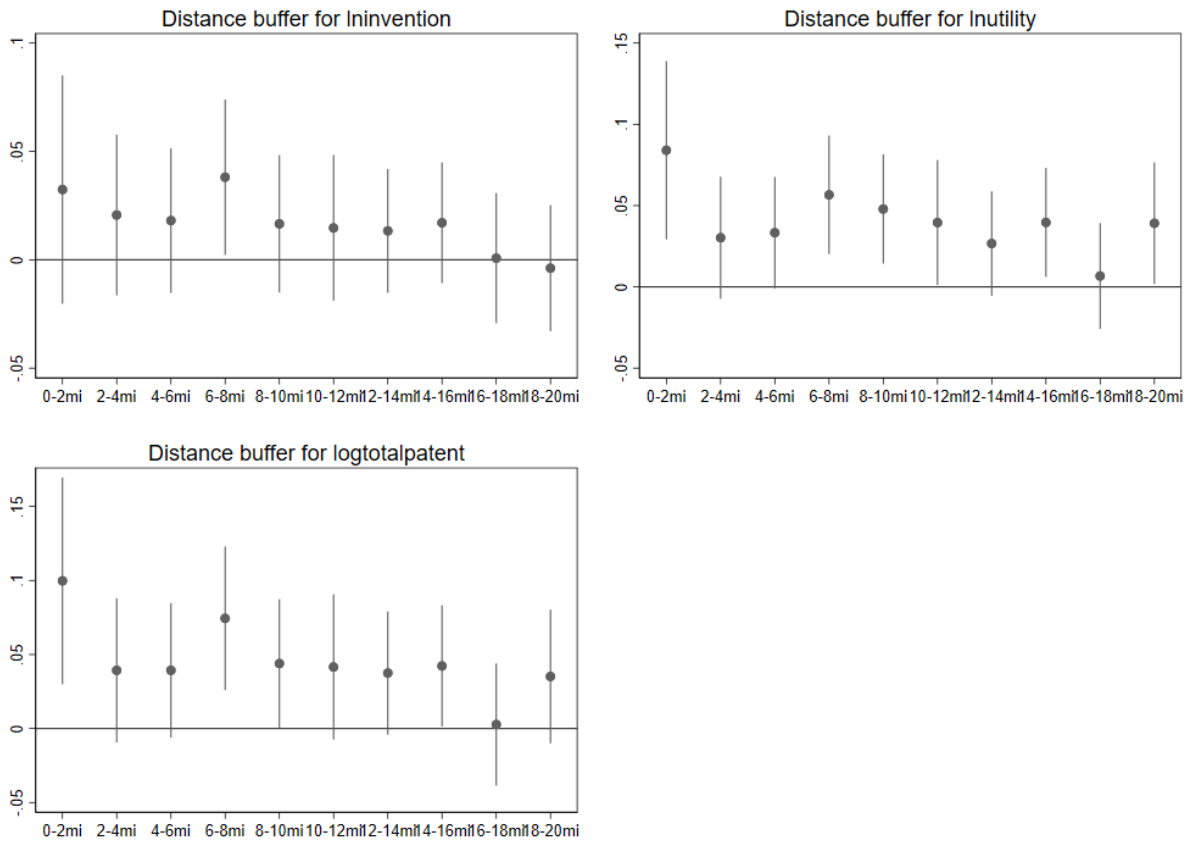 Distance buffer for lninvention
.1
.05
0
-.05
0-2mi 2-4mi 4-6mi 6-8mi 8-10mi 10-12mi 12-14mi 14-16mi 16-18mi 18-20mi
Distance buffer for lnutility
.15
.1
.05
0
-.05
0-2mi 2-4mi 4-6mi 6-8mi 8-10mi 10-12mi 12-14mi 14-16mi 16-18mi 18-20mi
Distance buffer for logtotalpatent
.15
.1
.05
0
-.05
0-2mi 2-4mi 4-6mi 6-8mi 8-10mi 10-12mi 12-14mi 14-16mi 16-18mi 18-20mi